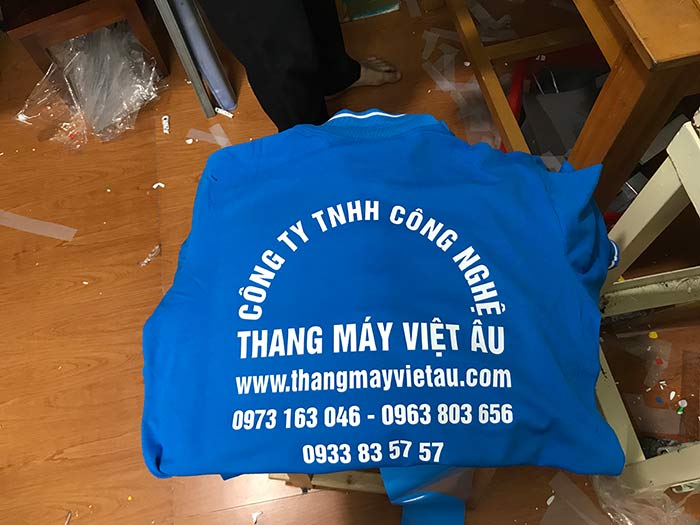 CÔNG TY TNHH CÔNG NGHỆ
THANG MÁY VIỆT ÂU
www.thangmayvietau.com
0973 163 046 - 0963 803 656
0933 83 57 57